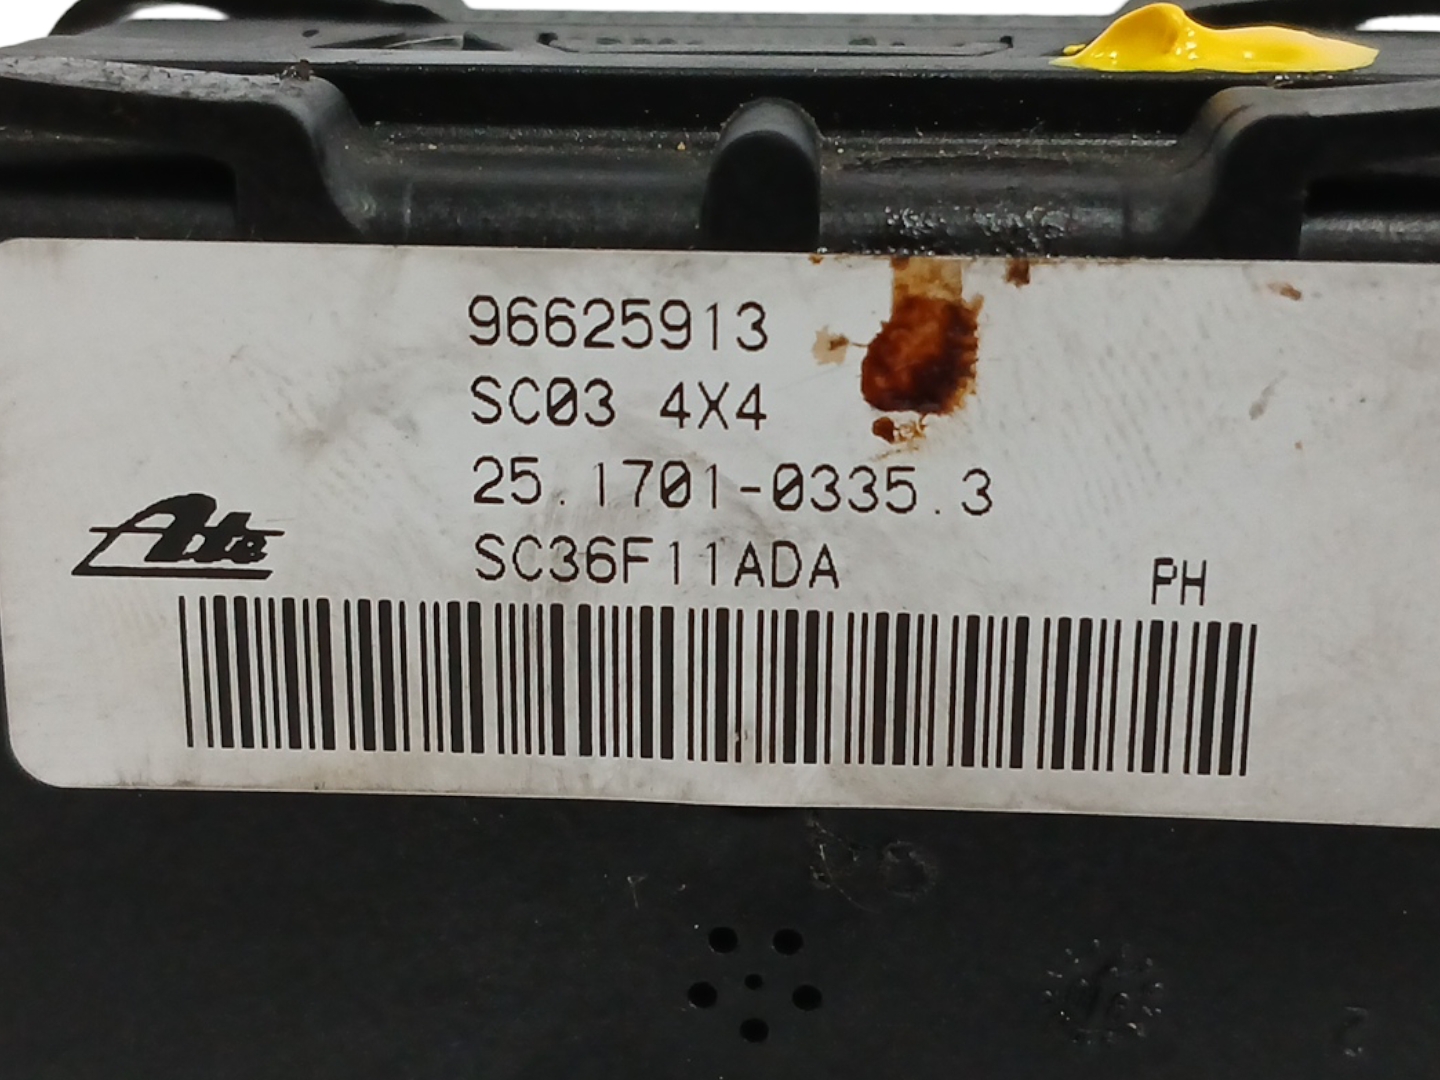 96625913
SC03 4X4
25.1701-0335.3
Ate
SC36F11ADA
PH